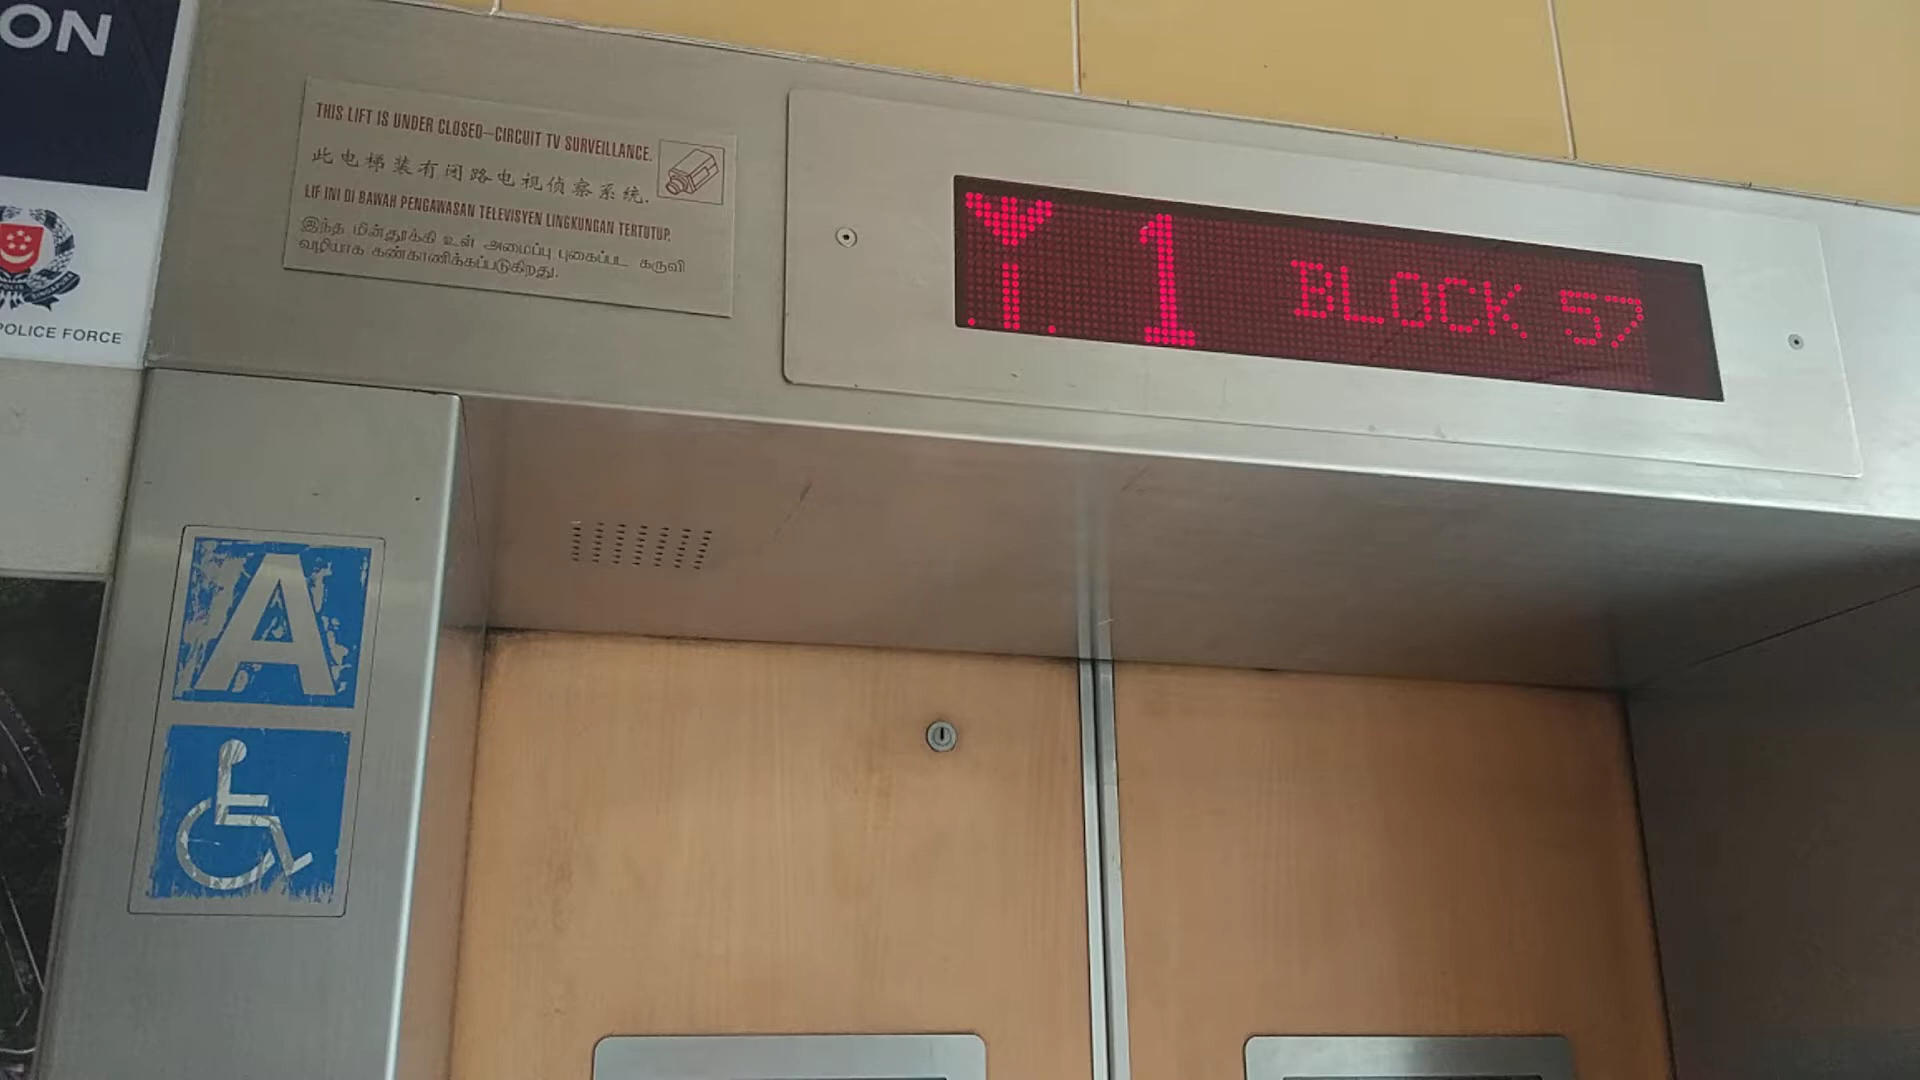 ON
POLICE FORCE
THIS LIFT IS UNDER CLOSED–CIRCUIT TV SURVEILLANCE.
此电梯装有闭路电视侦察系统.
LIF INI DI BAWAH PENGAWASAN TELEVISYEN LINGKUNGAN TERTUTUP.
இந்த மின்தூக்கி உள் அமைப்பு புகைப்பட கருவி
வழியாக கண்காணிக்கப்படுகிறது.
1 BLOCK 57
A